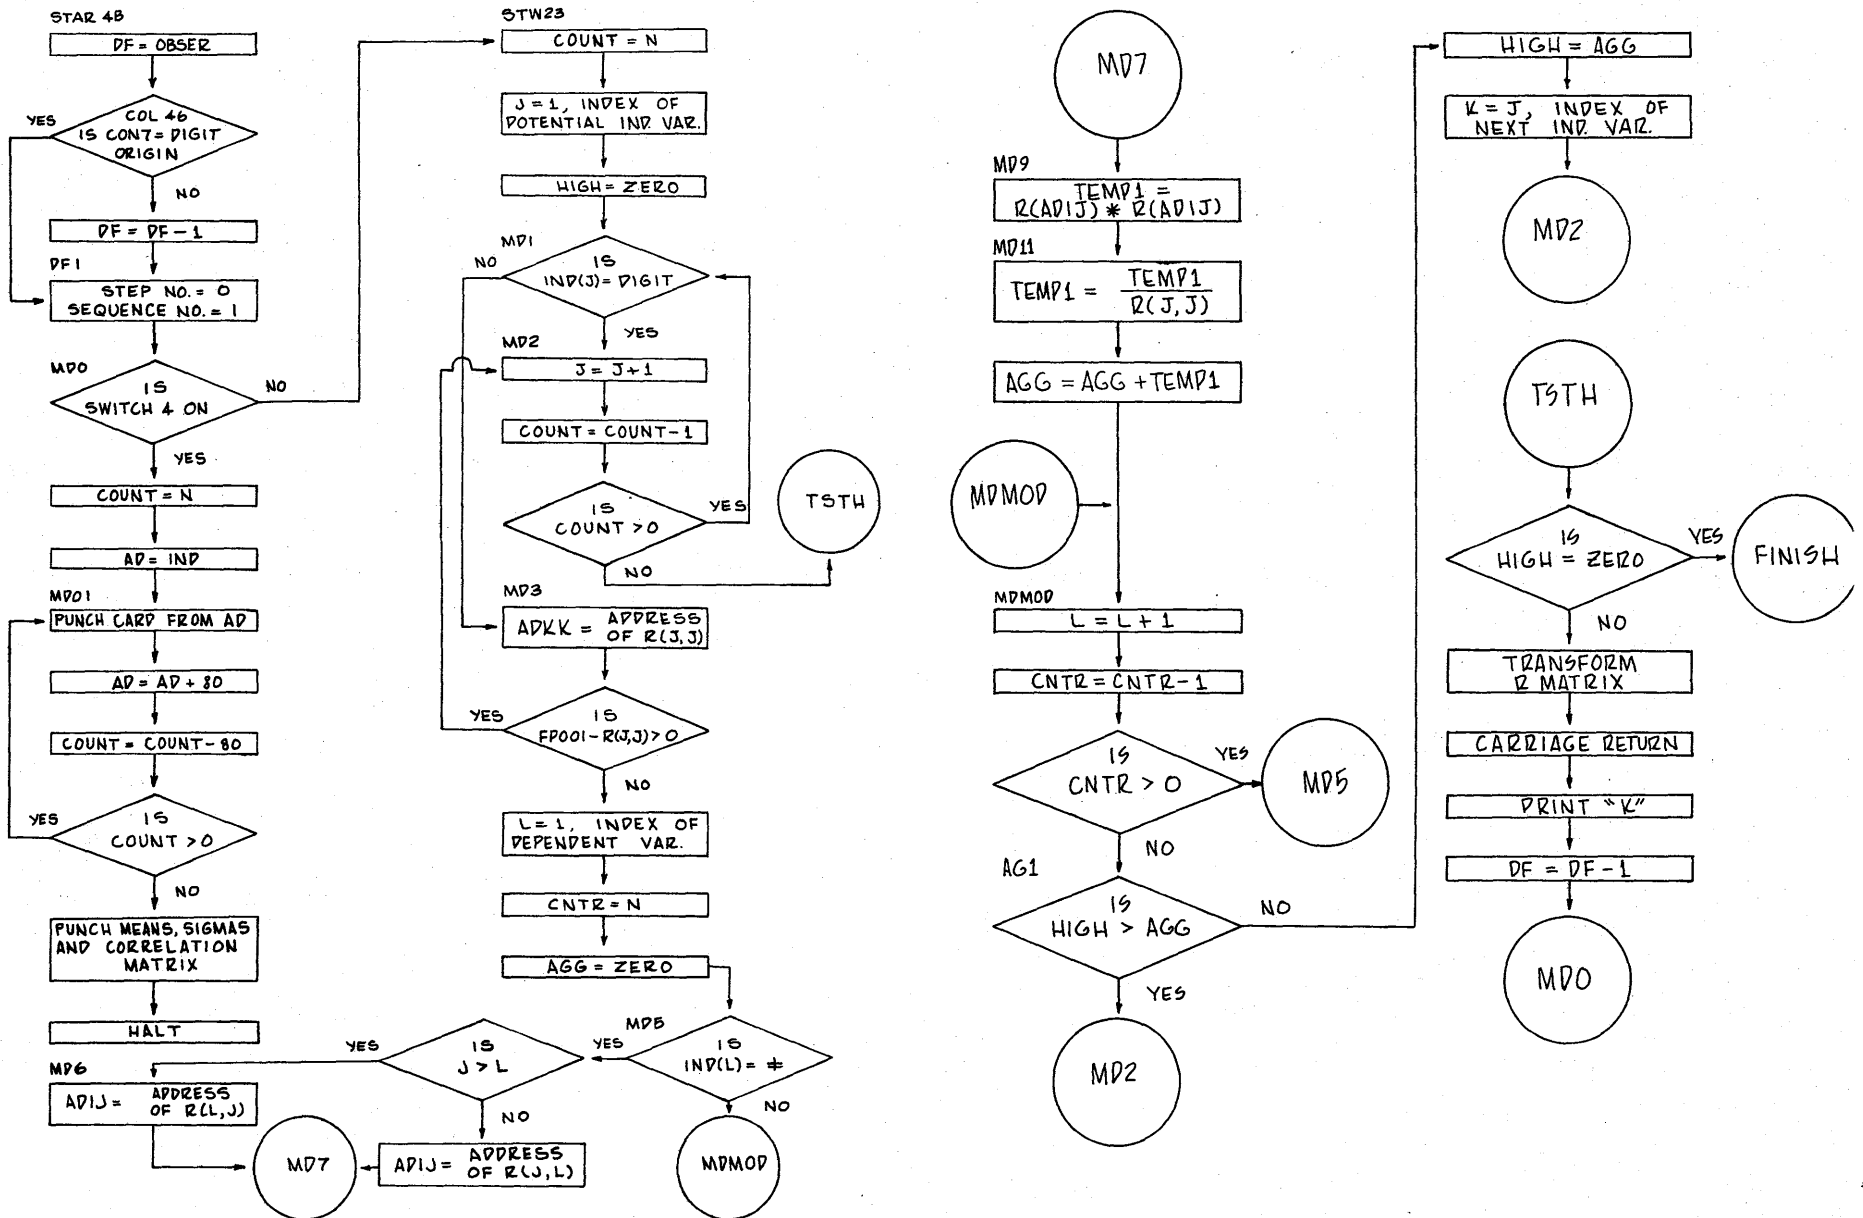 STAR 4B
DF = OBSER
COL 46
IS CONT = DIGIT
ORIGIN
YES
NO
DF = DF - 1
DF1
STEP NO. = 0
SEQUENCE NO. = 1
MD0
IS
SWITCH 4 ON
NO
YES
COUNT = N
AD = IND
MD01
PUNCH CARD FROM AD
AD = AD + 80
COUNT = COUNT - 80
YES
IS
COUNT > 0
NO
PUNCH MEANS, SIGMAS
AND CORRELATION
MATRIX
HALT
MD6
ADIJ = ADDRESS
OF R(L,J)
STW23
COUNT = N
J = 1, INDEX OF
POTENTIAL IND. VAR.
HIGH = ZERO
MD1
NO
IS
IND(J) = DIGIT
YES
MD2
J = J + 1
COUNT = COUNT - 1
IS
COUNT > 0
YES
NO
TSTH
MD3
ADKK = ADDRESS
OF R(J,J)
YES
IS
FP001 - R(J,J) > 0
NO
L = 1, INDEX OF
DEPENDENT VAR.
CNTR = N
AGG = ZERO
MD5
IS
IND(L) = ≠
YES
NO
MDMOD
IS
J > L
YES
NO
ADIJ = ADDRESS
OF R(J,L)
MD7
MD7
MD9
TEMP1 =
R(ADIJ) * R(ADIJ)
MD11
TEMP1 = TEMP1
R(J,J)
AGG = AGG + TEMP1
MDMOD
MDMOD
L = L + 1
CNTR = CNTR - 1
IS
CNTR > 0
YES
MD5
NO
AG1
IS
HIGH > AGG
NO
YES
MD2
HIGH = AGG
K = J, INDEX OF
NEXT IND. VAR.
MD2
TSTH
IS
HIGH = ZERO
YES
FINISH
NO
TRANSFORM
R MATRIX
CARRIAGE RETURN
PRINT "K"
DF = DF - 1
MD0